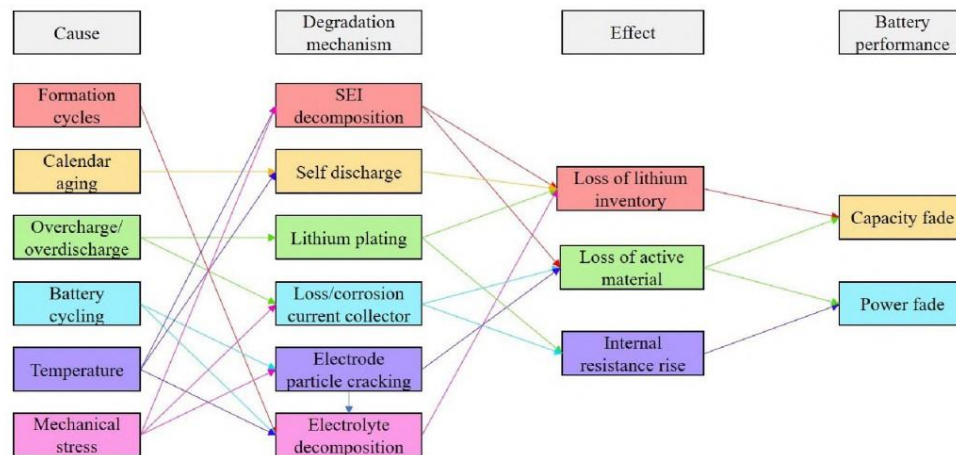 Cause
Degradation
mechanism
Effect
Battery
performance
Formation
cycles
SEI
decomposition
Calendar
aging
Self discharge
Loss of lithium
inventory
Capacity fade
Overcharge/
overdischarge
Lithium plating
Loss of active
material
Battery
cycling
Loss/corrosion
current collector
Power fade
Temperature
Electrode
particle cracking
Internal
resistance rise
Mechanical
stress
Electrolyte
decomposition